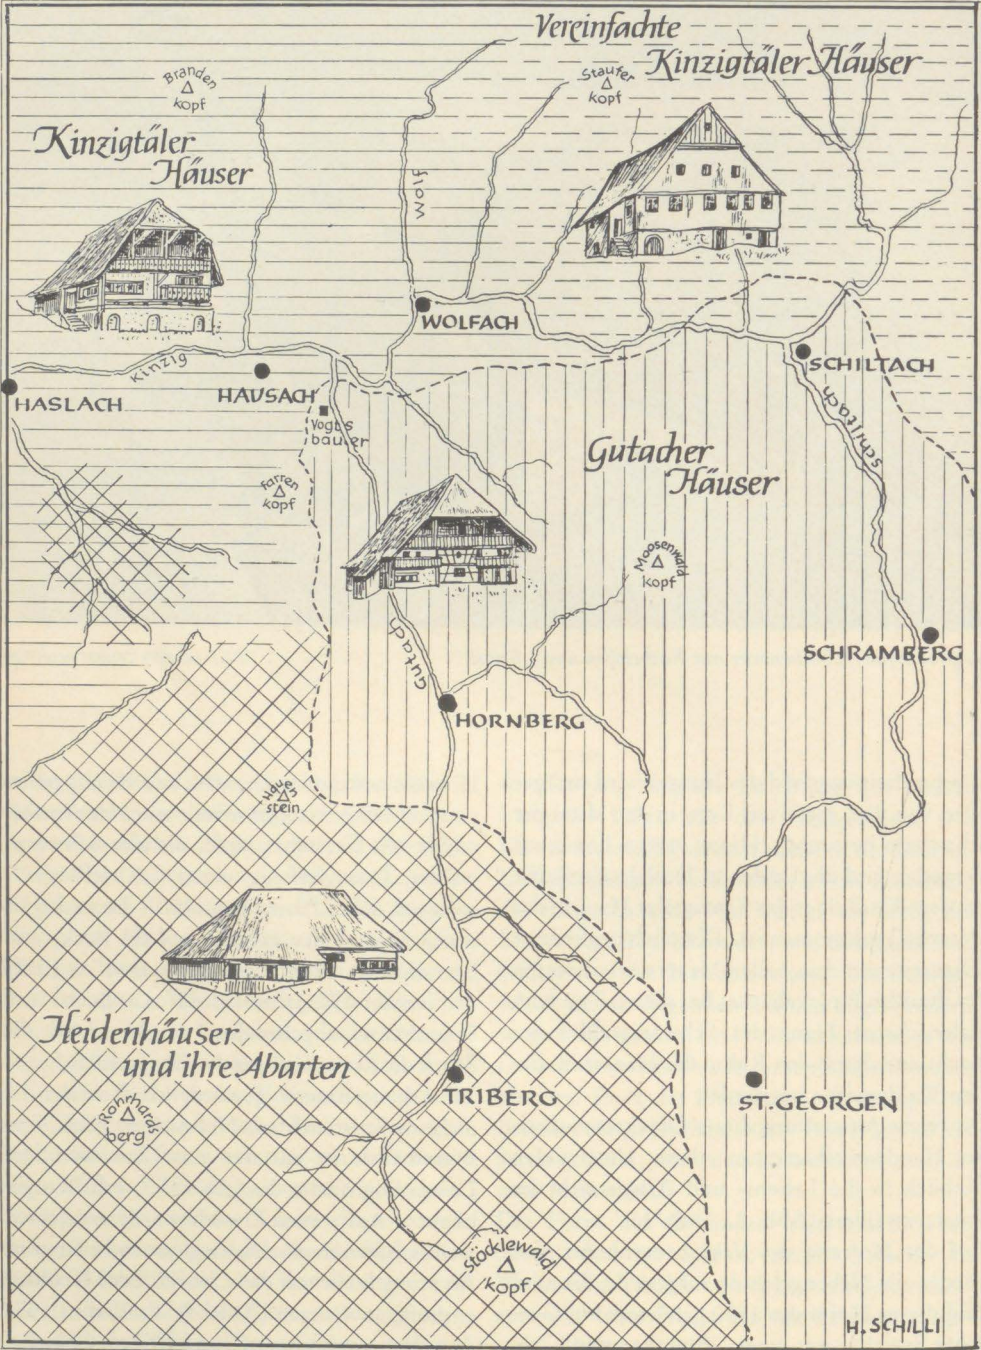 Vereinfachte
Kinzigtäler Häuser
Branden
kopf
Staufer
kopf
Kinzigtäler
Häuser
Wolf
WOLFACH
Kinzig
HASLACH
HAUSACH
SCHILTACH
Schiltach
Vogts
bauer
Gutacher
Häuser
Farren
kopf
Moosenwald
kopf
Gutach
SCHRAMBERG
HORNBERG
Hauen
stein
Heidenhäuser
und ihre Abarten
Rohrhards
berg
TRIBERG
ST. GEORGEN
Stöcklewald
kopf
H. SCHILLI